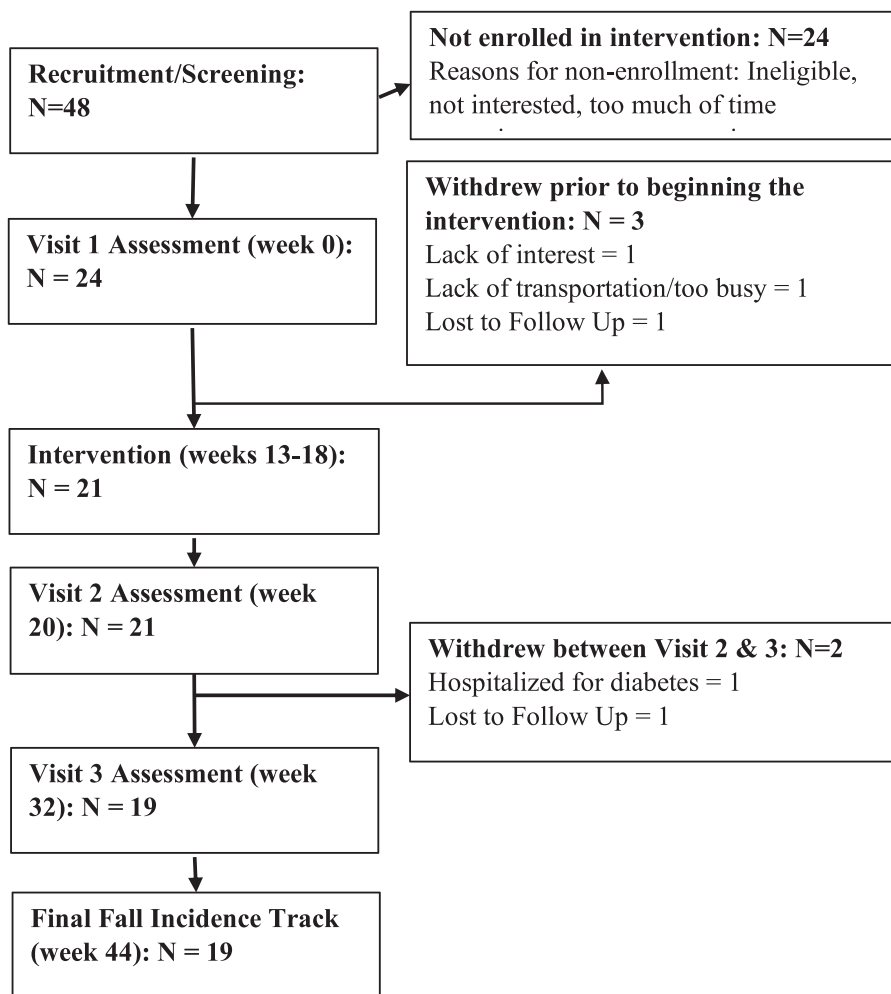 Recruitment/Screening:
N=48
Not enrolled in intervention: N=24
Reasons for non-enrollment: Ineligible,
not interested, too much of time
Withdrew prior to beginning the
intervention: N = 3
Lack of interest = 1
Lack of transportation/too busy = 1
Lost to Follow Up = 1
Visit 1 Assessment (week 0):
N = 24
Intervention (weeks 13-18):
N = 21
Visit 2 Assessment (week
20): N = 21
Withdrew between Visit 2 & 3: N=2
Hospitalized for diabetes = 1
Lost to Follow Up = 1
Visit 3 Assessment (week
32): N = 19
Final Fall Incidence Track
(week 44): N = 19